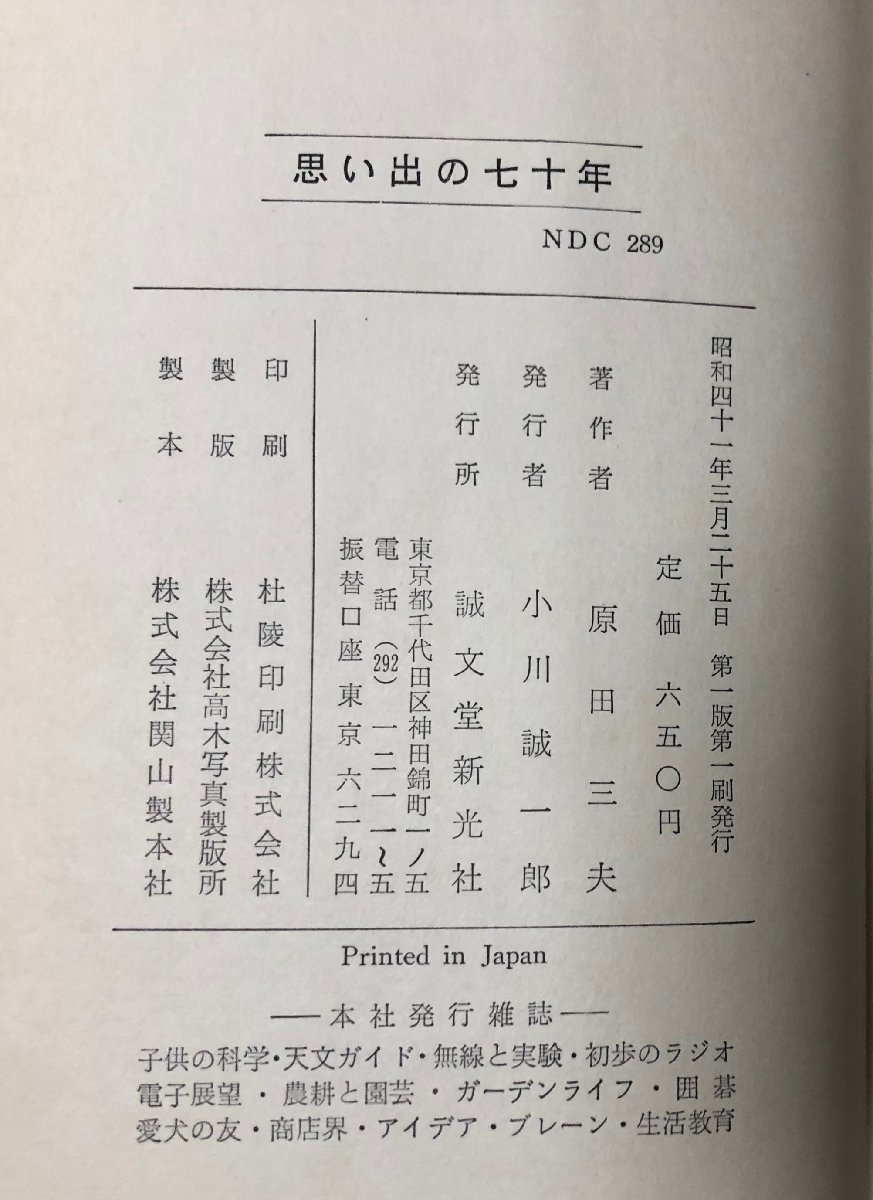 思い出の七十年
NDC 289
昭和四十一年三月二十五日 第一版第一刷発行
定価 六五〇円
著作者 原田三夫
発行者 小川誠一郎
発行所 誠文堂新光社
東京都千代田区神田錦町一ノ五
電話(292)一二一一~五
振替口座東京六二九四
印刷 杜陵印刷株式会社
製版 株式会社高木写真製版所
製本 株式会社関山製本社
Printed in Japan
——本社発行雑誌——
子供の科学・天文ガイド・無線と実験・初歩のラジオ
電子展望・農耕と園芸・ガーデンライフ・囲碁
愛犬の友・商店界・アイデア・ブレーン・生活教育